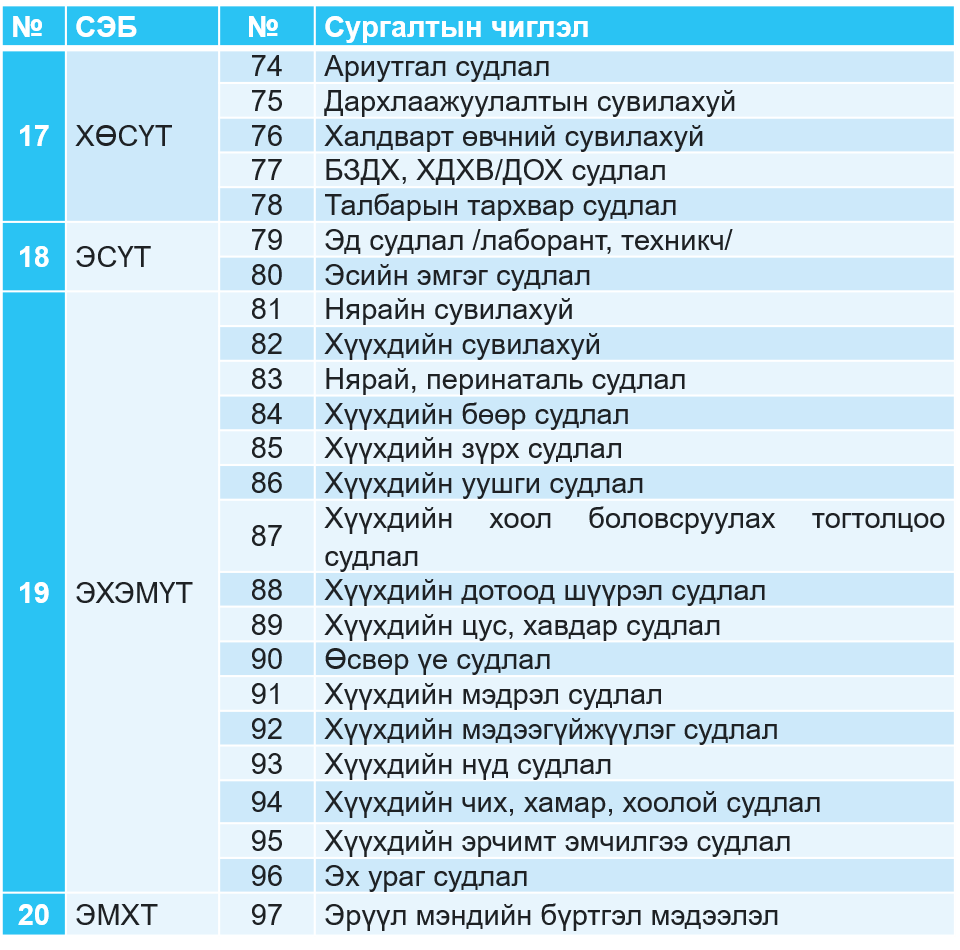 № СЭБ № Сургалтын чиглэл
17 ХӨСҮТ 74 Ариутгал судлал
75 Дархлаажуулалтын сувилахуй
76 Халдварт өвчний сувилахуй
77 БЗДХ, ХДХВ/ДОХ судлал
78 Талбарын тархвар судлал
18 ЭСҮТ 79 Эд судлал /лаборант, техникч/
80 Эсийн эмгэг судлал
19 ЭХЭМҮТ 81 Нярайн сувилахуй
82 Хүүхдийн сувилахуй
83 Нярай, перинаталь судлал
84 Хүүхдийн бөөр судлал
85 Хүүхдийн зүрх судлал
86 Хүүхдийн уушги судлал
87 Хүүхдийн хоол боловсруулах тогтолцоо
судлал
88 Хүүхдийн дотоод шүүрэл судлал
89 Хүүхдийн цус, хавдар судлал
90 Өсвөр үе судлал
91 Хүүхдийн мэдрэл судлал
92 Хүүхдийн мэдээгүйжүүлэг судлал
93 Хүүхдийн нүд судлал
94 Хүүхдийн чих, хамар, хоолой судлал
95 Хүүхдийн эрчимт эмчилгээ судлал
96 Эх ураг судлал
20 ЭМХТ 97 Эрүүл мэндийн бүртгэл мэдээлэл